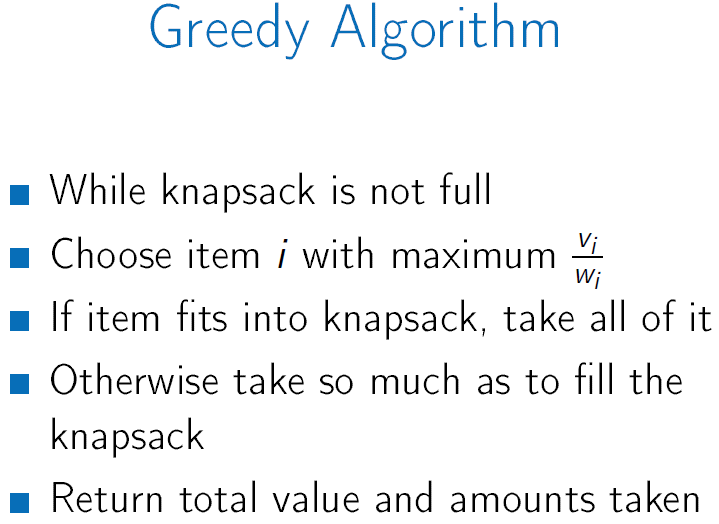 Greedy Algorithm
■ While knapsack is not full
■ Choose item i with maximum v_i/w_i
■ If item fits into knapsack, take all of it
■ Otherwise take so much as to fill the
knapsack
■ Return total value and amounts taken